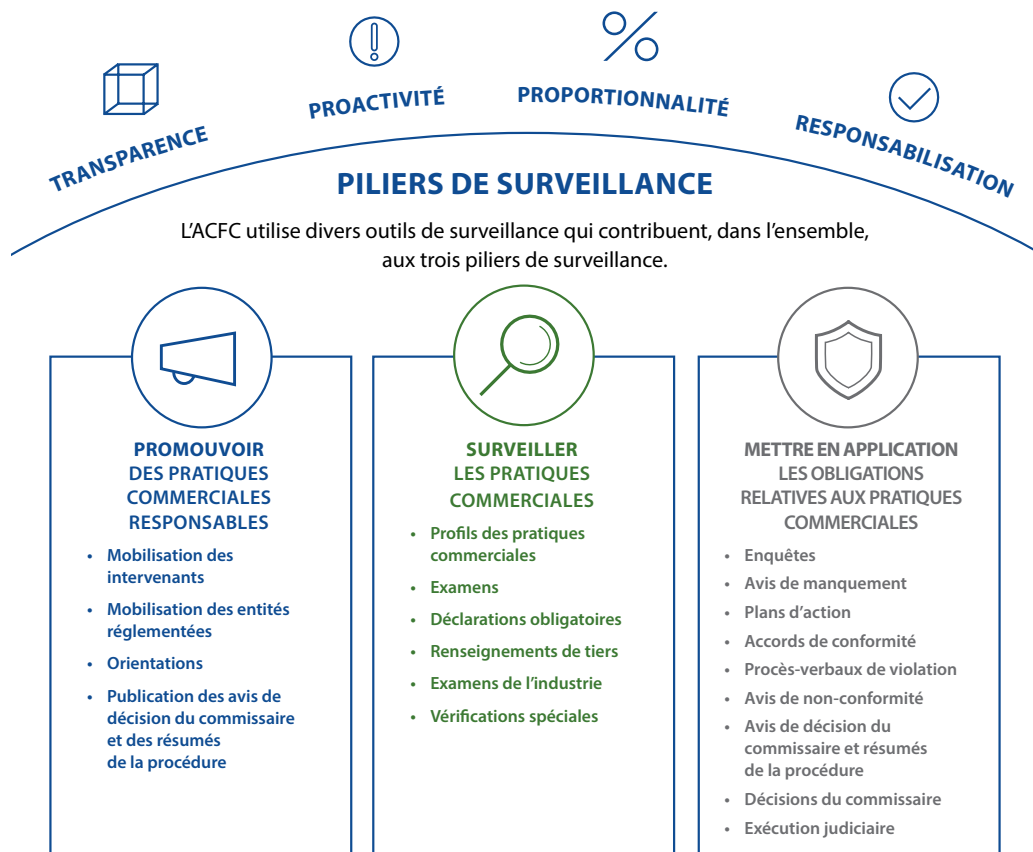 TRANSPARENCE
PROACTIVITÉ
PROPORTIONNALITÉ
RESPONSABILISATION
PILIERS DE SURVEILLANCE
L’ACFC utilise divers outils de surveillance qui contribuent, dans l’ensemble,
aux trois piliers de surveillance.
PROMOUVOIR
DES PRATIQUES
COMMERCIALES
RESPONSABLES
• Mobilisation des
intervenants
• Mobilisation des entités
réglementées
• Orientations
• Publication des avis de
décision du commissaire
et des résumés
de la procédure
SURVEILLER
LES PRATIQUES
COMMERCIALES
• Profils des pratiques
commerciales
• Examens
• Déclarations obligatoires
• Renseignements de tiers
• Examens de l’industrie
• Vérifications spéciales
METTRE EN APPLICATION
LES OBLIGATIONS
RELATIVES AUX PRATIQUES
COMMERCIALES
• Enquêtes
• Avis de manquement
• Plans d’action
• Accords de conformité
• Procès-verbaux de violation
• Avis de non-conformité
• Avis de décision du
commissaire et résumés
de la procédure
• Décisions du commissaire
• Exécution judiciaire